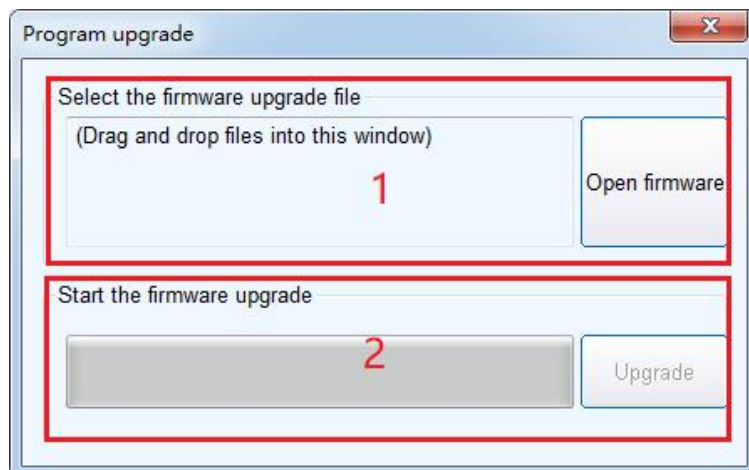 Program upgrade
Select the firmware upgrade file
(Drag and drop files into this window)
1
Open firmware
Start the firmware upgrade
2
Upgrade